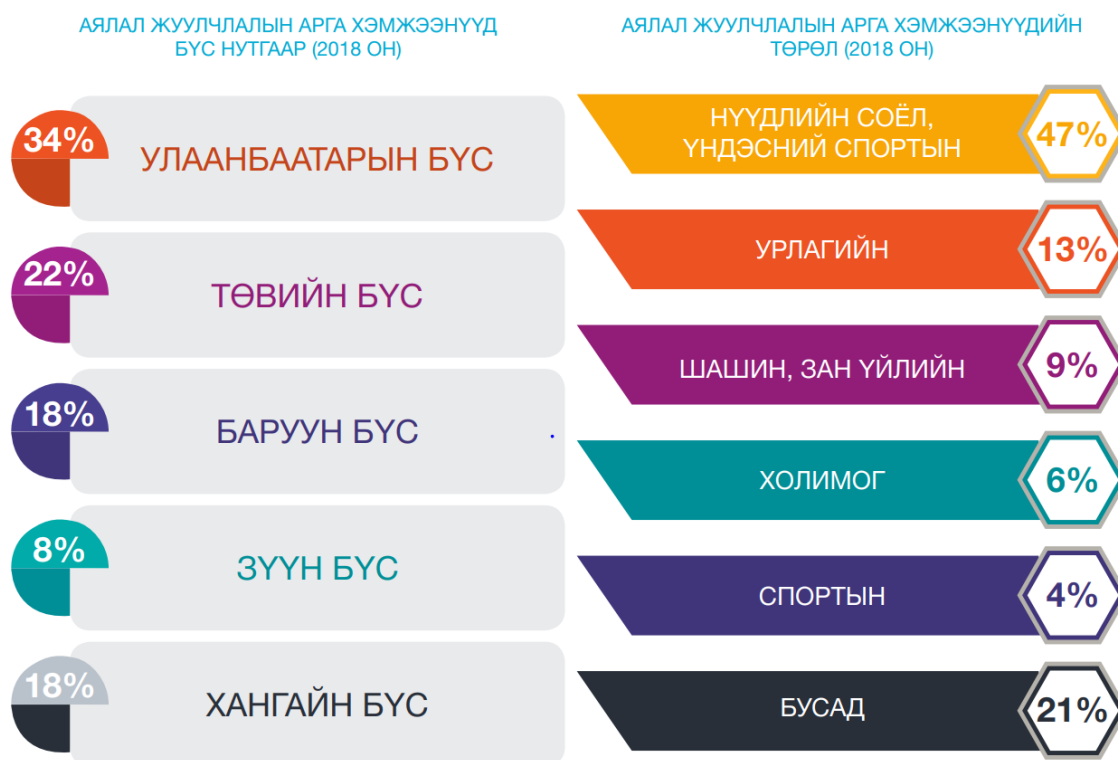 АЯЛАЛ ЖУУЛЧЛАЛЫН АРГА ХЭМЖЭЭНҮҮД
БҮС НУТГААР (2018 ОН)
34%
УЛААНБААТАРЫН БҮС
22%
ТӨВИЙН БҮС
18%
БАРУУН БҮС
8%
ЗҮҮН БҮС
18%
ХАНГАЙН БҮС
АЯЛАЛ ЖУУЛЧЛАЛЫН АРГА ХЭМЖЭЭНҮҮДИЙН
ТӨРӨЛ (2018 ОН)
НҮҮДЛИЙН СОЁЛ,
ҮНДЭСНИЙ СПОРТЫН
47%
УРЛАГИЙН
13%
ШАШИН, ЗАН ҮЙЛИЙН
9%
ХОЛИМОГ
6%
СПОРТЫН
4%
БУСАД
21%